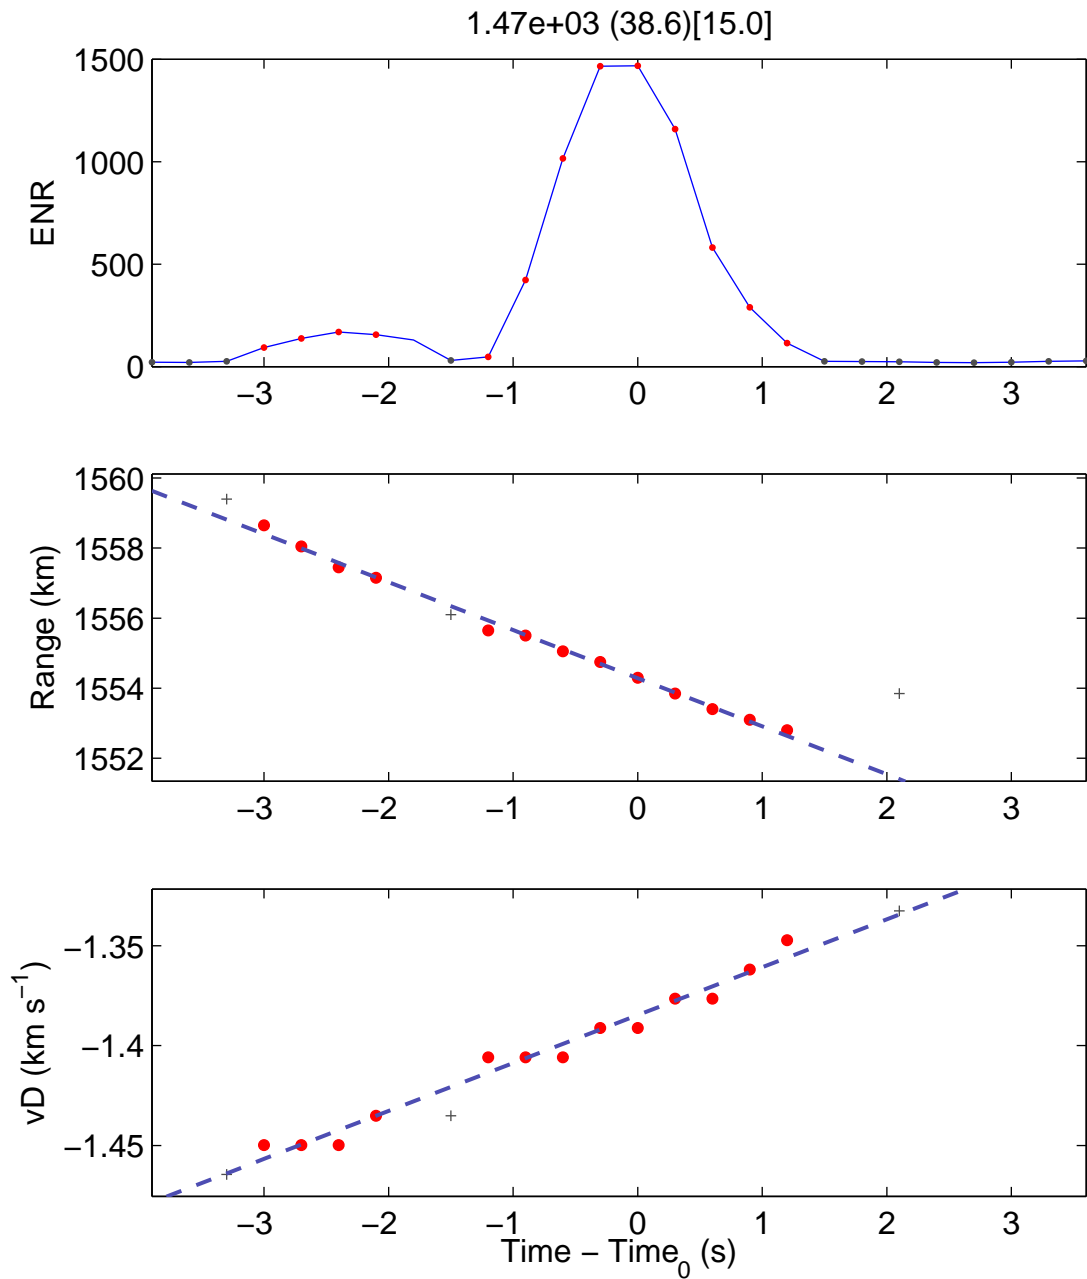 1.47e+03 (38.6)[15.0]
1500
1000
500
0
ENR
−3 −2 −1 0 1 2 3
1560
1558
1556
1554
1552
Range (km)
−3 −2 −1 0 1 2 3
−1.35
−1.4
−1.45
vD (km s−1)
−3 −2 −1 0 1 2 3
Time − Time0 (s)